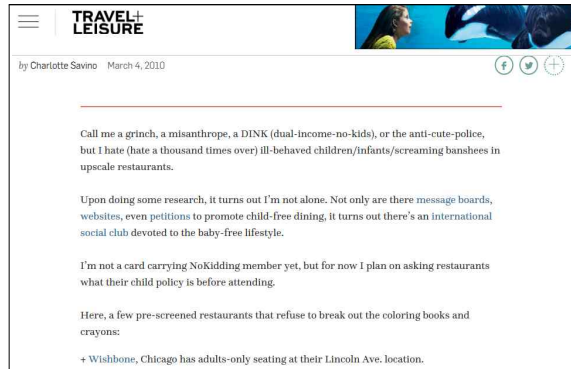 TRAVEL+
LEISURE
by Charlotte Savino March 4, 2010
Call me a grinch, a misanthrope, a DINK (dual-income-no-kids), or the anti-cute-police,
but I hate (hate a thousand times over) ill-behaved children/infants/screaming banshees in
upscale restaurants.
Upon doing some research, it turns out I'm not alone. Not only are there message boards,
websites, even petitions to promote child-free dining, it turns out there's an international
social club devoted to the baby-free lifestyle.
I'm not a card carrying NoKidding member yet, but for now I plan on asking restaurants
what their child policy is before attending.
Here, a few pre-screened restaurants that refuse to break out the coloring books and
crayons:
+ Wishbone, Chicago has adults-only seating at their Lincoln Ave. location.